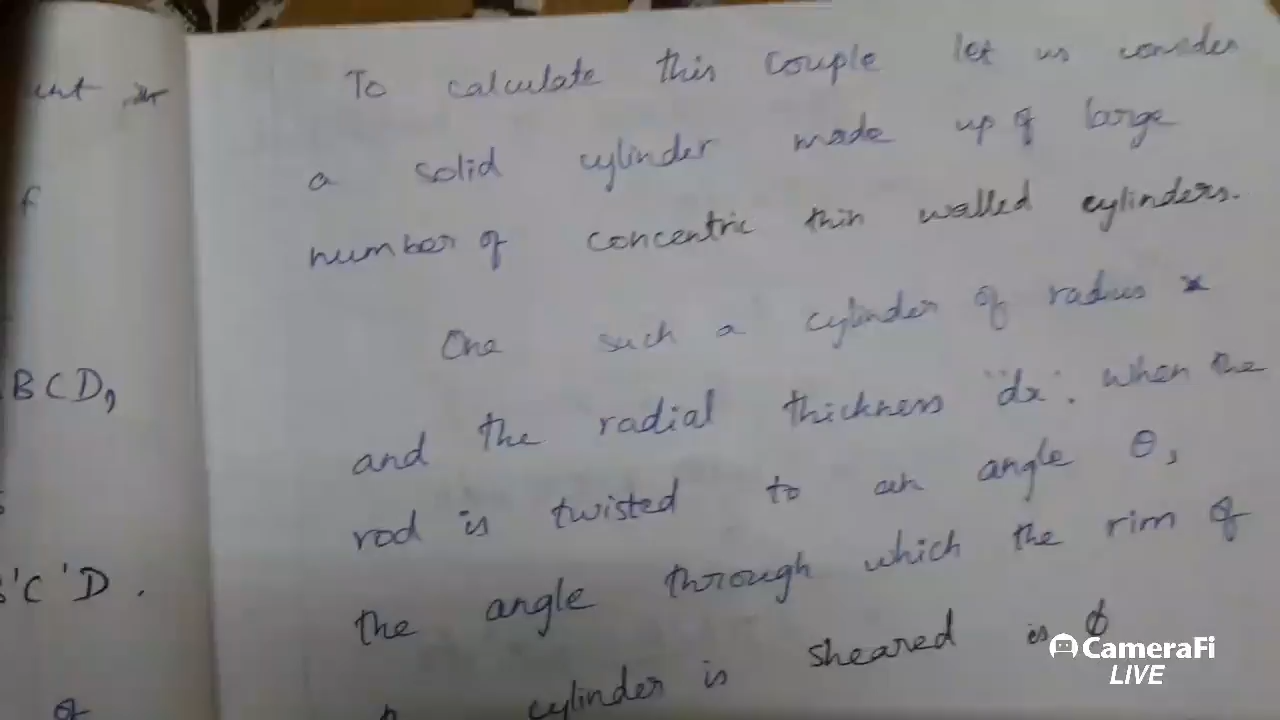 To calculate this couple let us consider
a solid cylinder made up of large
number of concentric thin walled cylinders.
One such a cylinder of radius x
and the radial thickness "dx". When the
rod is twisted to an angle θ,
the angle through which the rim of
cylinder is sheared is ϕ
BCD,
'C'D.
of
CameraFi
LIVE